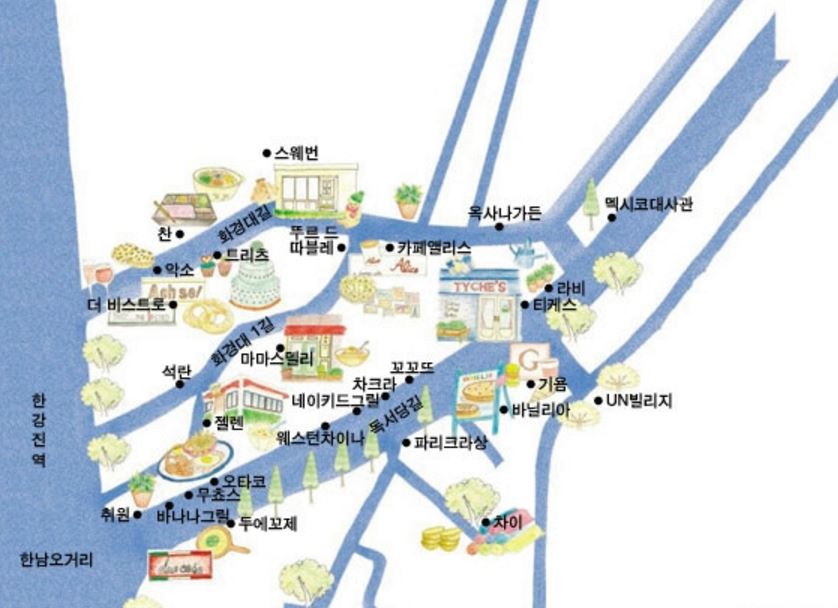 스웨번
옥사나가든
멕시코대사관
찬
화경대길
뚜르 드
따블레
카페앨리스
트리츠
악소
더 비스트로
TYCHE'S
라비
티케스
화경대 1길
마마스델리
석란
꼬꼬뜨
차크라
G
기욤
네이키드그릴
독서당길
바닐리아
UN빌리지
젤렌
웨스턴차이나
파리크라상
한강진역
오타코
무쵸스
취원
바나나그릴
두에꼬제
차이
한남오거리